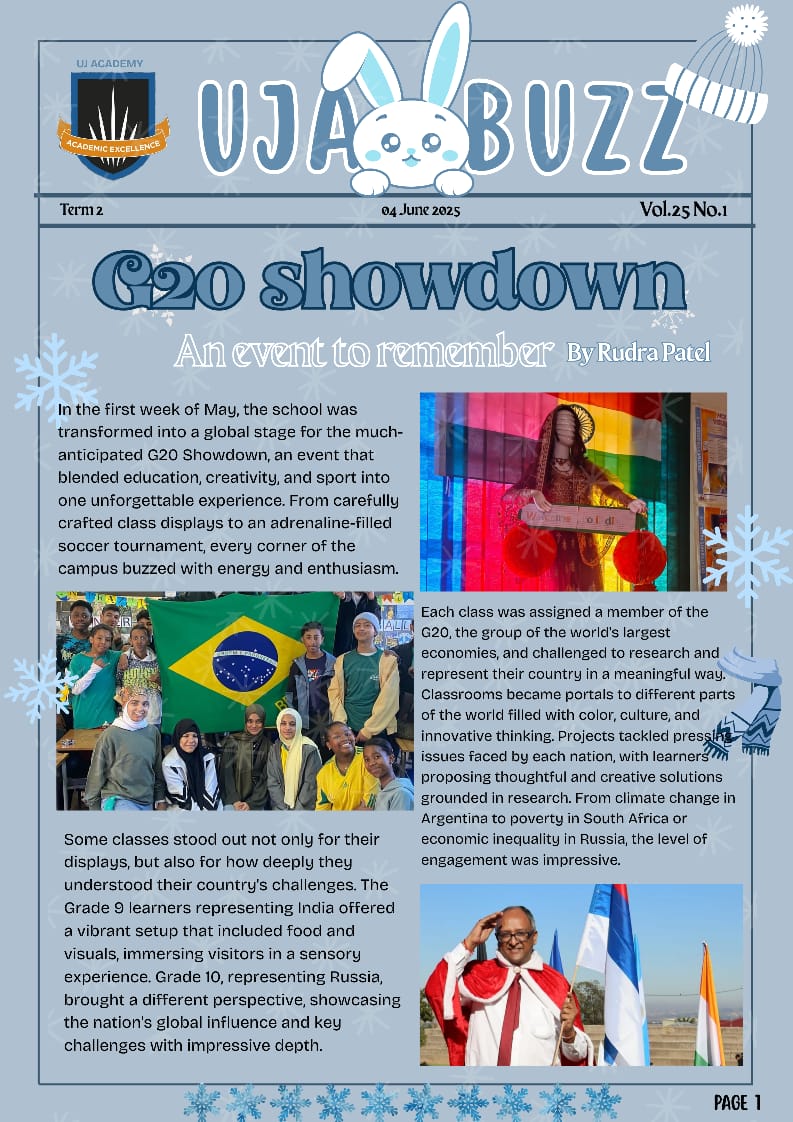 UJ ACADEMY
ACADEMIC EXCELLENCE
UJA BUZZ
Term 2
04 June 2025
Vol.25 No.1
G20 showdown
An event to remember
By Rudra Patel
In the first week of May, the school was
transformed into a global stage for the much-
anticipated G20 Showdown, an event that
blended education, creativity, and sport into
one unforgettable experience. From carefully
crafted class displays to an adrenaline-filled
soccer tournament, every corner of the
campus buzzed with energy and enthusiasm.
Some classes stood out not only for their
displays, but also for how deeply they
understood their country's challenges. The
Grade 9 learners representing India offered
a vibrant setup that included food and
visuals, immersing visitors in a sensory
experience. Grade 10, representing Russia,
brought a different perspective, showcasing
the nation's global influence and key
challenges with impressive depth.
Each class was assigned a member of the
G20, the group of the world's largest
economies, and challenged to research and
represent their country in a meaningful way.
Classrooms became portals to different parts
of the world filled with color, culture, and
innovative thinking. Projects tackled pressing
issues faced by each nation, with learners
proposing thoughtful and creative solutions
grounded in research. From climate change in
Argentina to poverty in South Africa or
economic inequality in Russia, the level of
engagement was impressive.
PAGE 1